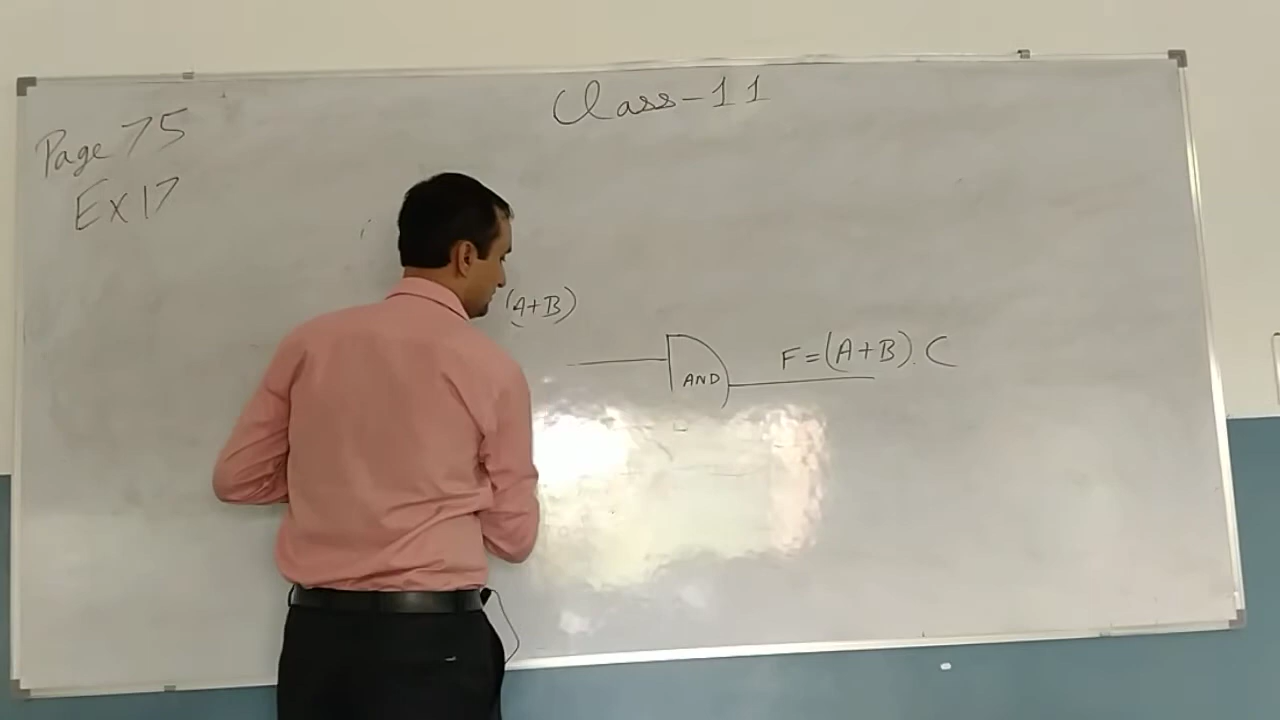 Class-11
Page 75
Ex 17
(A+B)
AND
F=(A+B).C